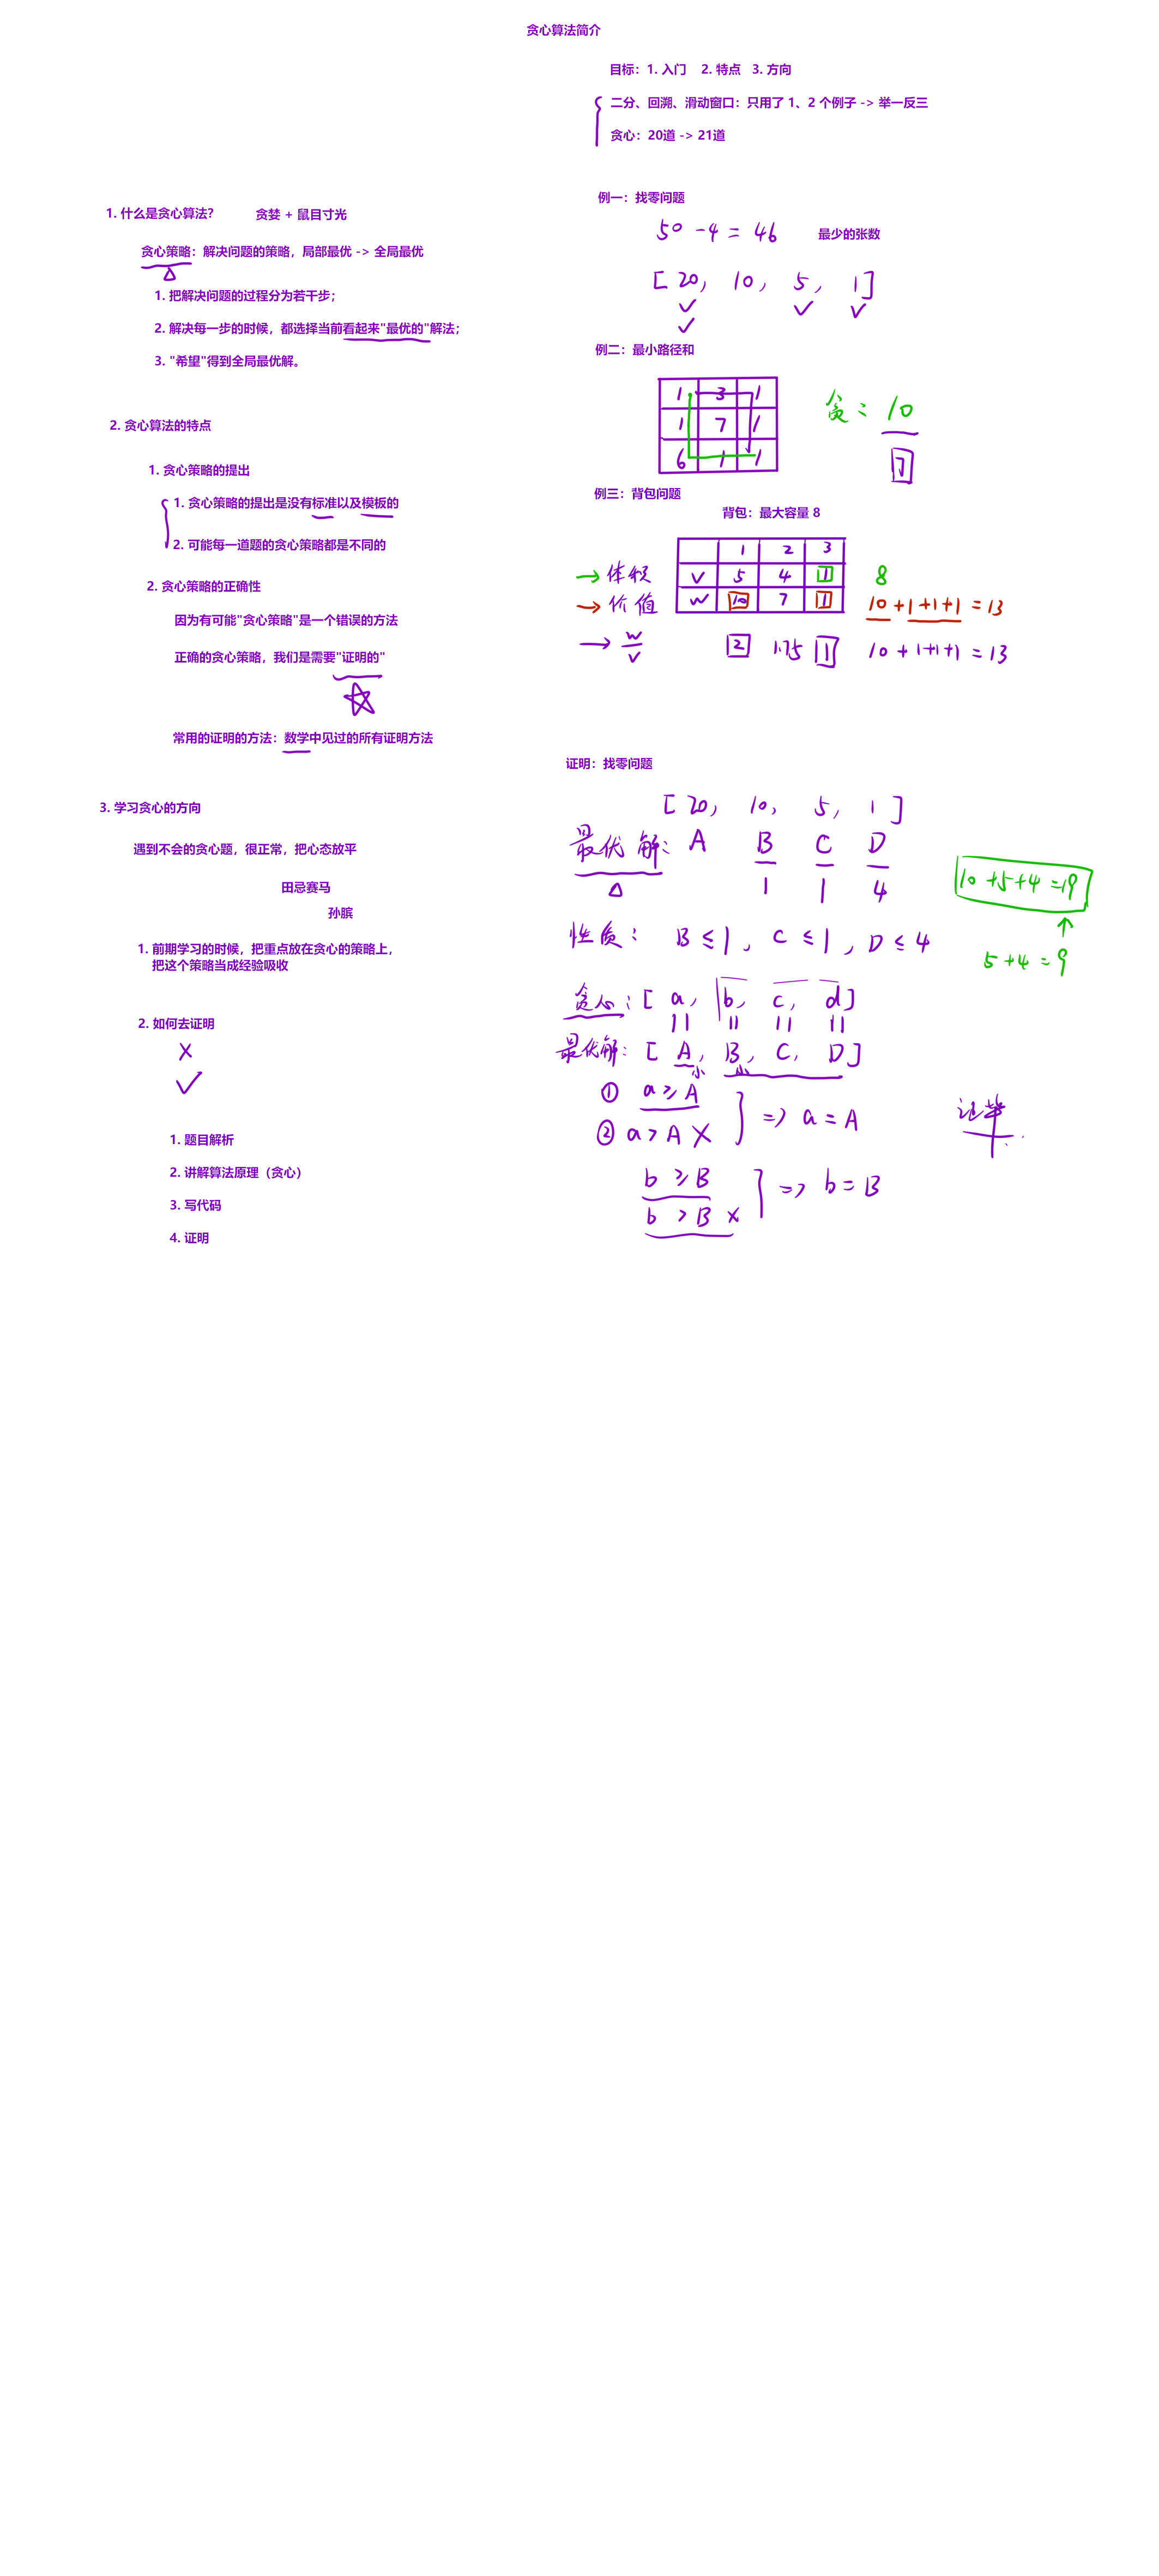 贪心算法简介
目标：1. 入门 2. 特点 3. 方向
二分、回溯、滑动窗口：只用了 1、2 个例子 -> 举一反三
贪心：20道 -> 21道
1. 什么是贪心算法？ 贪婪 + 鼠目寸光
贪心策略：解决问题的策略，局部最优 -> 全局最优
1. 把解决问题的过程分为若干步；
2. 解决每一步的时候，都选择当前看起来"最优的"解法；
3. "希望"得到全局最优解。
2. 贪心算法的特点
1. 贪心策略的提出
1. 贪心策略的提出是没有标准以及模板的
2. 可能每一道题的贪心策略都是不同的
2. 贪心策略的正确性
因为有可能"贪心策略"是一个错误的方法
正确的贪心策略，我们是需要"证明的"
常用的证明的方法：数学中见过的所有证明方法
3. 学习贪心的方向
遇到不会的贪心题，很正常，把心态放平
田忌赛马
孙膑
1. 前期学习的时候，把重点放在贪心的策略上，
把这个策略当成经验吸收
2. 如何去证明
1. 题目解析
2. 讲解算法原理（贪心）
3. 写代码
4. 证明
例一：找零问题
50 - 4 = 46 最少的张数
[ 20, 10, 5, 1 ]
例二：最小路径和
1 3 1
1 7 1
6 1 1
贪：10
7
例三：背包问题
背包：最大容量 8
1 2 3
体积 V 5 4 1 8
价值 W 10 7 1 10 + 1 + 1 + 1 = 13
W/V 2 1.75 1 10 + 1 + 1 + 1 = 13
证明：找零问题
[ 20, 10, 5, 1 ]
最优解： A B C D
1 1 4
10 + 5 + 4 = 19
性质： B ≤ 1, C ≤ 1, D ≤ 4
5 + 4 = 9
贪心：[ a, b, c, d ]
最优解：[ A, B, C, D ]
小 小
① a ≥ A
② a > A X => a = A
证毕
b ≥ B
b > B X => b = B